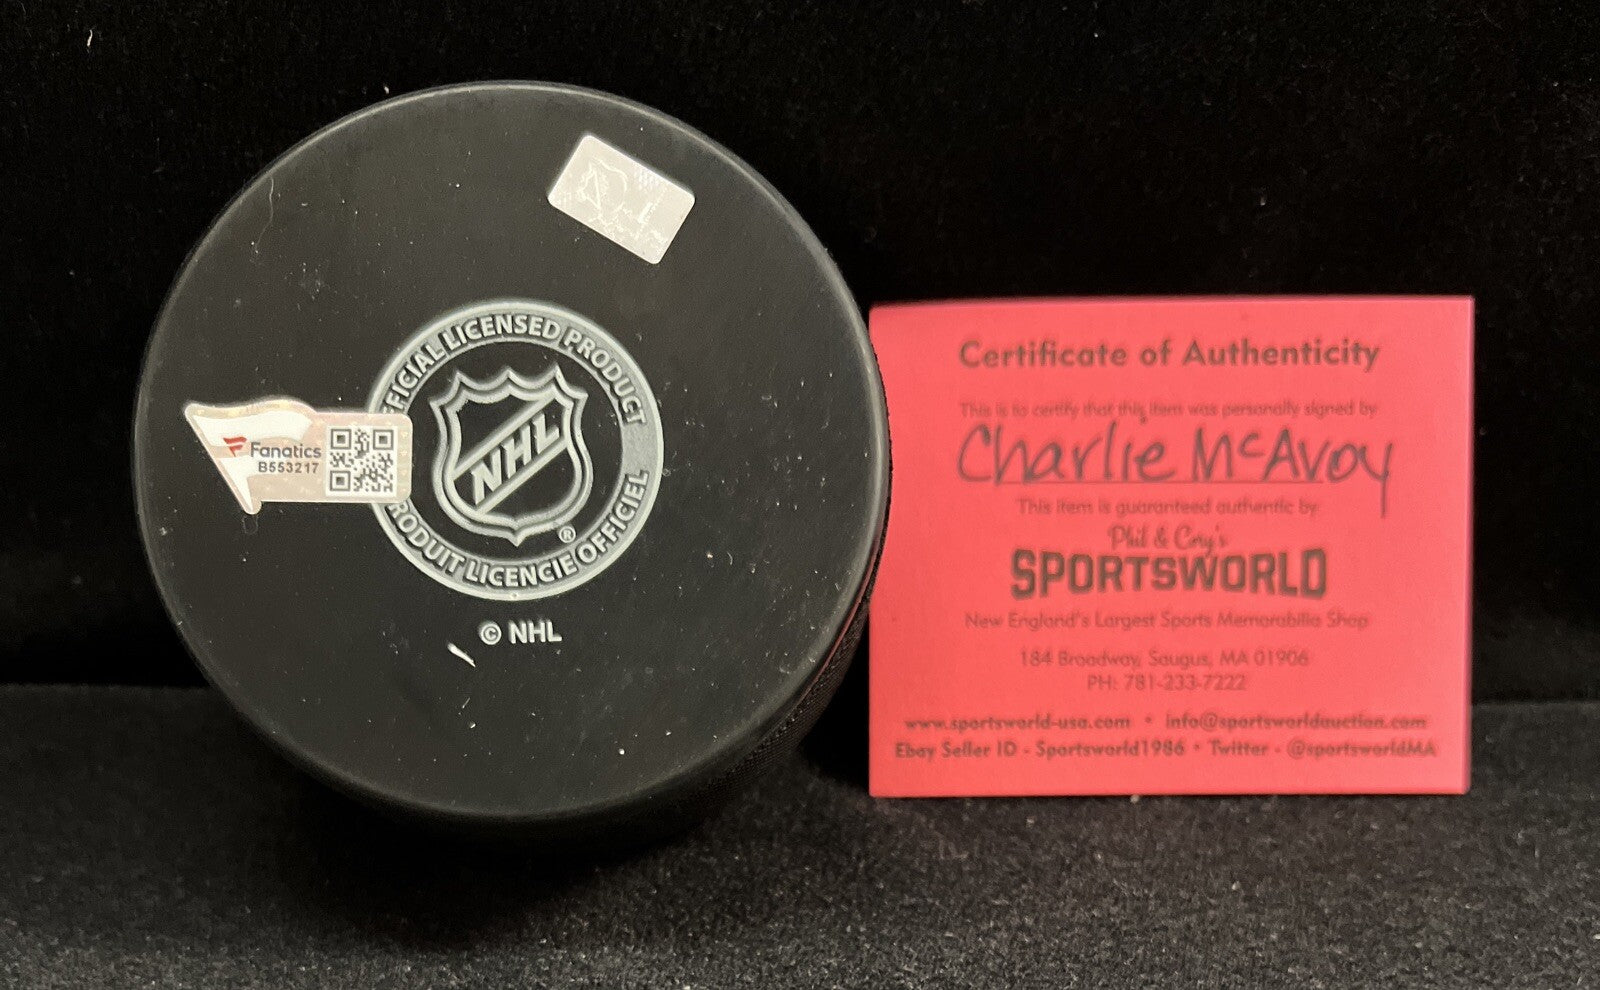 OFFICIAL LICENSED PRODUCT
NHL
®
PRODUIT LICENCIE OFFICIEL
© NHL
Fanatics
B553217
Certificate of Authenticity
This is to certify that this item was personally signed by
Charlie McAvoy
This item is guaranteed authentic by:
Phil & Cory's
SPORTSWORLD
New England's Largest Sports Memorabilia Shop
184 Broadway, Saugus, MA 01906
PH: 781-233-7222
www.sportsworld-usa.com • info@sportsworldauction.com
Ebay Seller ID - Sportsworld1986 • Twitter - @sportsworldMA